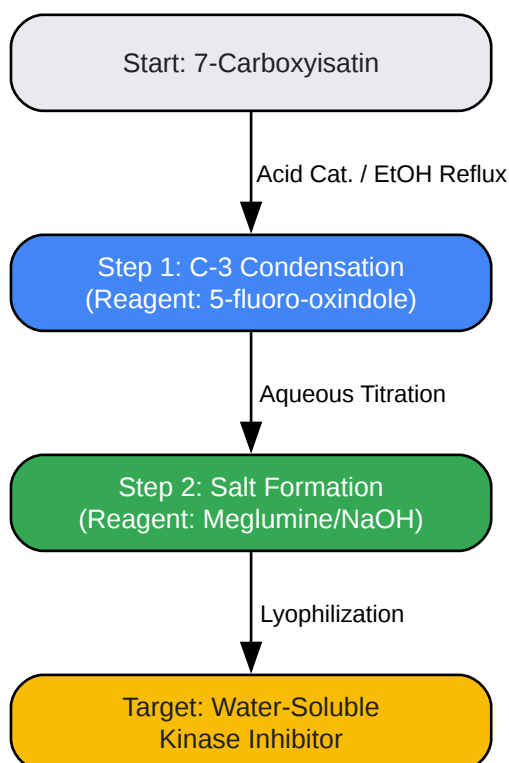 Start: 7-Carboxyisatin
Acid Cat. / EtOH Reflux
Step 1: C-3 Condensation
(Reagent: 5-fluoro-oxindole)
Aqueous Titration
Step 2: Salt Formation
(Reagent: Meglumine/NaOH)
Lyophilization
Target: Water-Soluble
Kinase Inhibitor